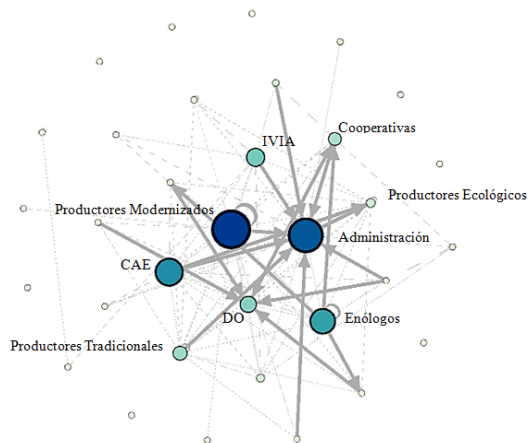 Cooperativas
IVIA
Productores Ecológicos
Productores Modernizados
Administración
CAE
DO
Enólogos
Productores Tradicionales